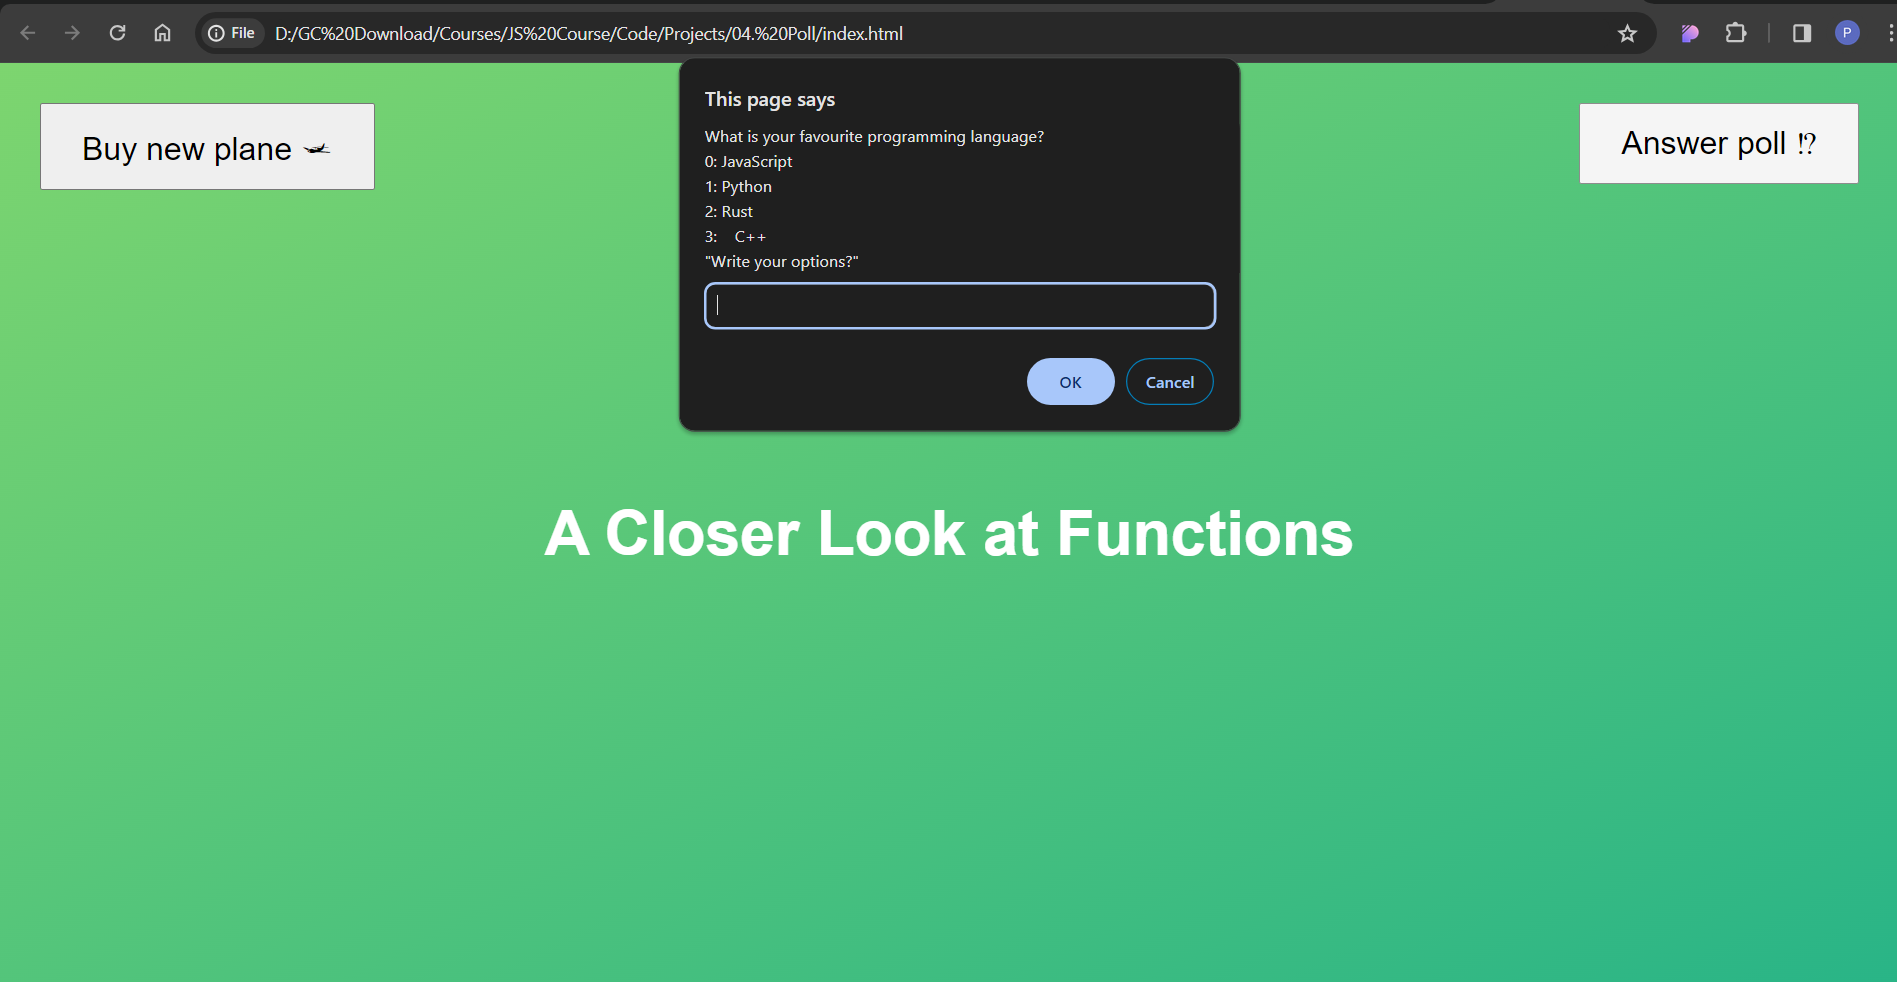 File D:/GC%20Download/Courses/JS%20Course/Code/Projects/04.%20Poll/index.html
P
This page says
What is your favourite programming language?
0: JavaScript
1: Python
2: Rust
3:    C++
"Write your options?"
OK Cancel
Buy new plane 🛩
Answer poll ⁉
A Closer Look at Functions